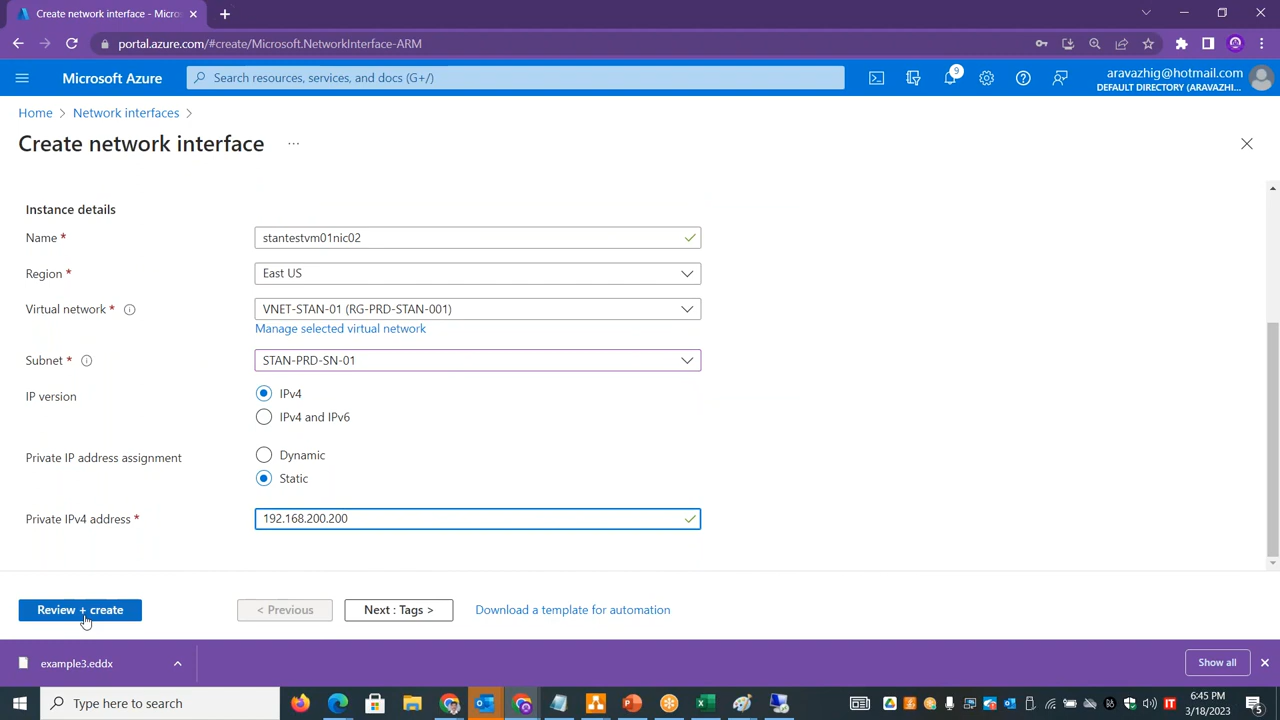 Create network interface - Micro
portal.azure.com/#create/Microsoft.NetworkInterface-ARM
Microsoft Azure
Search resources, services, and docs (G+/)
9
aravazhig@hotmail.com
DEFAULT DIRECTORY (ARAVAZHI...
Home > Network interfaces >
Create network interface ...
Instance details
Name * stantestvm01nic02
Region * East US
Virtual network * VNET-STAN-01 (RG-PRD-STAN-001)
Manage selected virtual network
Subnet * STAN-PRD-SN-01
IP version
IPv4
IPv4 and IPv6
Private IP address assignment
Dynamic
Static
Private IPv4 address * 192.168.200.200
Review + create
< Previous
Next : Tags >
Download a template for automation
example3.eddx
Show all
Type here to search
6:45 PM
3/18/2023
5